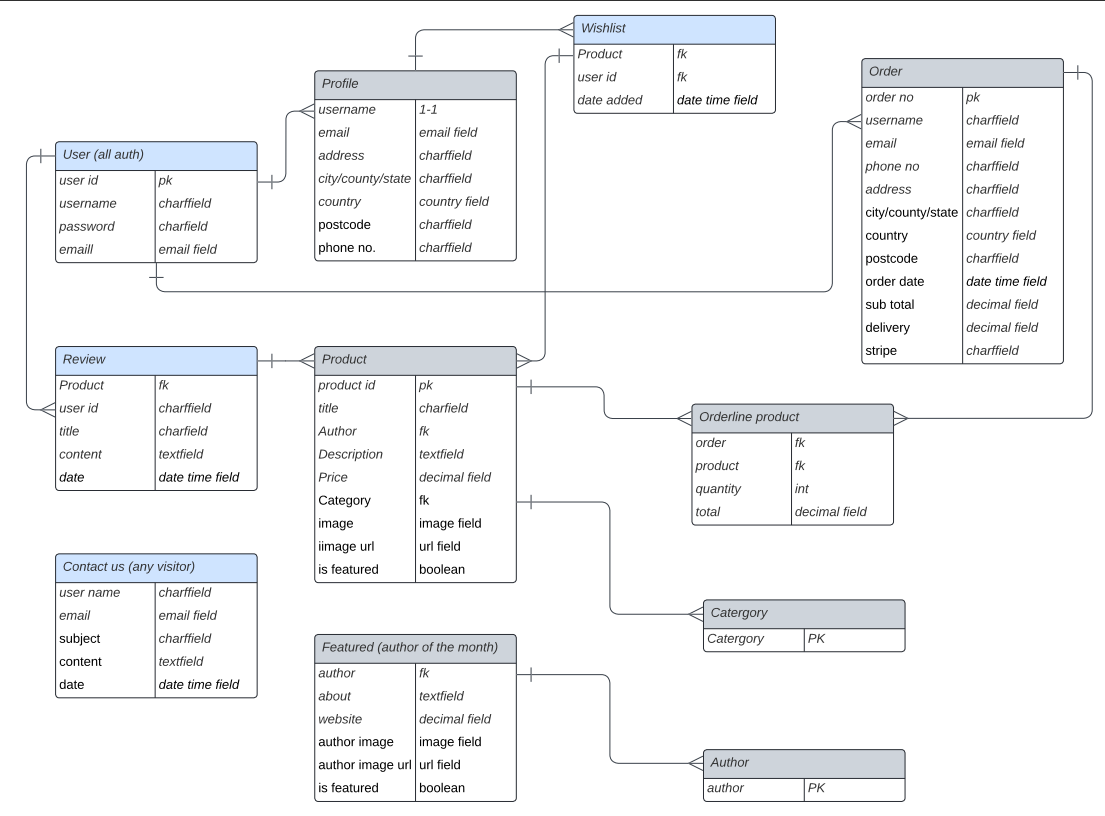 Wishlist
Product fk
user id fk
date added date time field
Profile
username 1-1
email email field
address charffield
city/county/state charffield
country country field
postcode charffield
phone no. charffield
Order
order no pk
username charffield
email email field
phone no charffield
address charffield
city/county/state charffield
country country field
postcode charffield
order date date time field
sub total decimal field
delivery decimal field
stripe charffield
User (all auth)
user id pk
username charffield
password charfield
emaill email field
Review
Product fk
user id charffield
title charfield
content textfield
date date time field
Product
product id pk
title charfield
Author fk
Description textfield
Price decimal field
Category fk
image image field
iimage url url field
is featured boolean
Orderline product
order fk
product fk
quantity int
total decimal field
Contact us (any visitor)
user name charffield
email email field
subject charffield
content textfield
date date time field
Catergory
Catergory PK
Featured (author of the month)
author fk
about textfield
website decimal field
author image image field
author image url url field
is featured boolean
Author
author PK